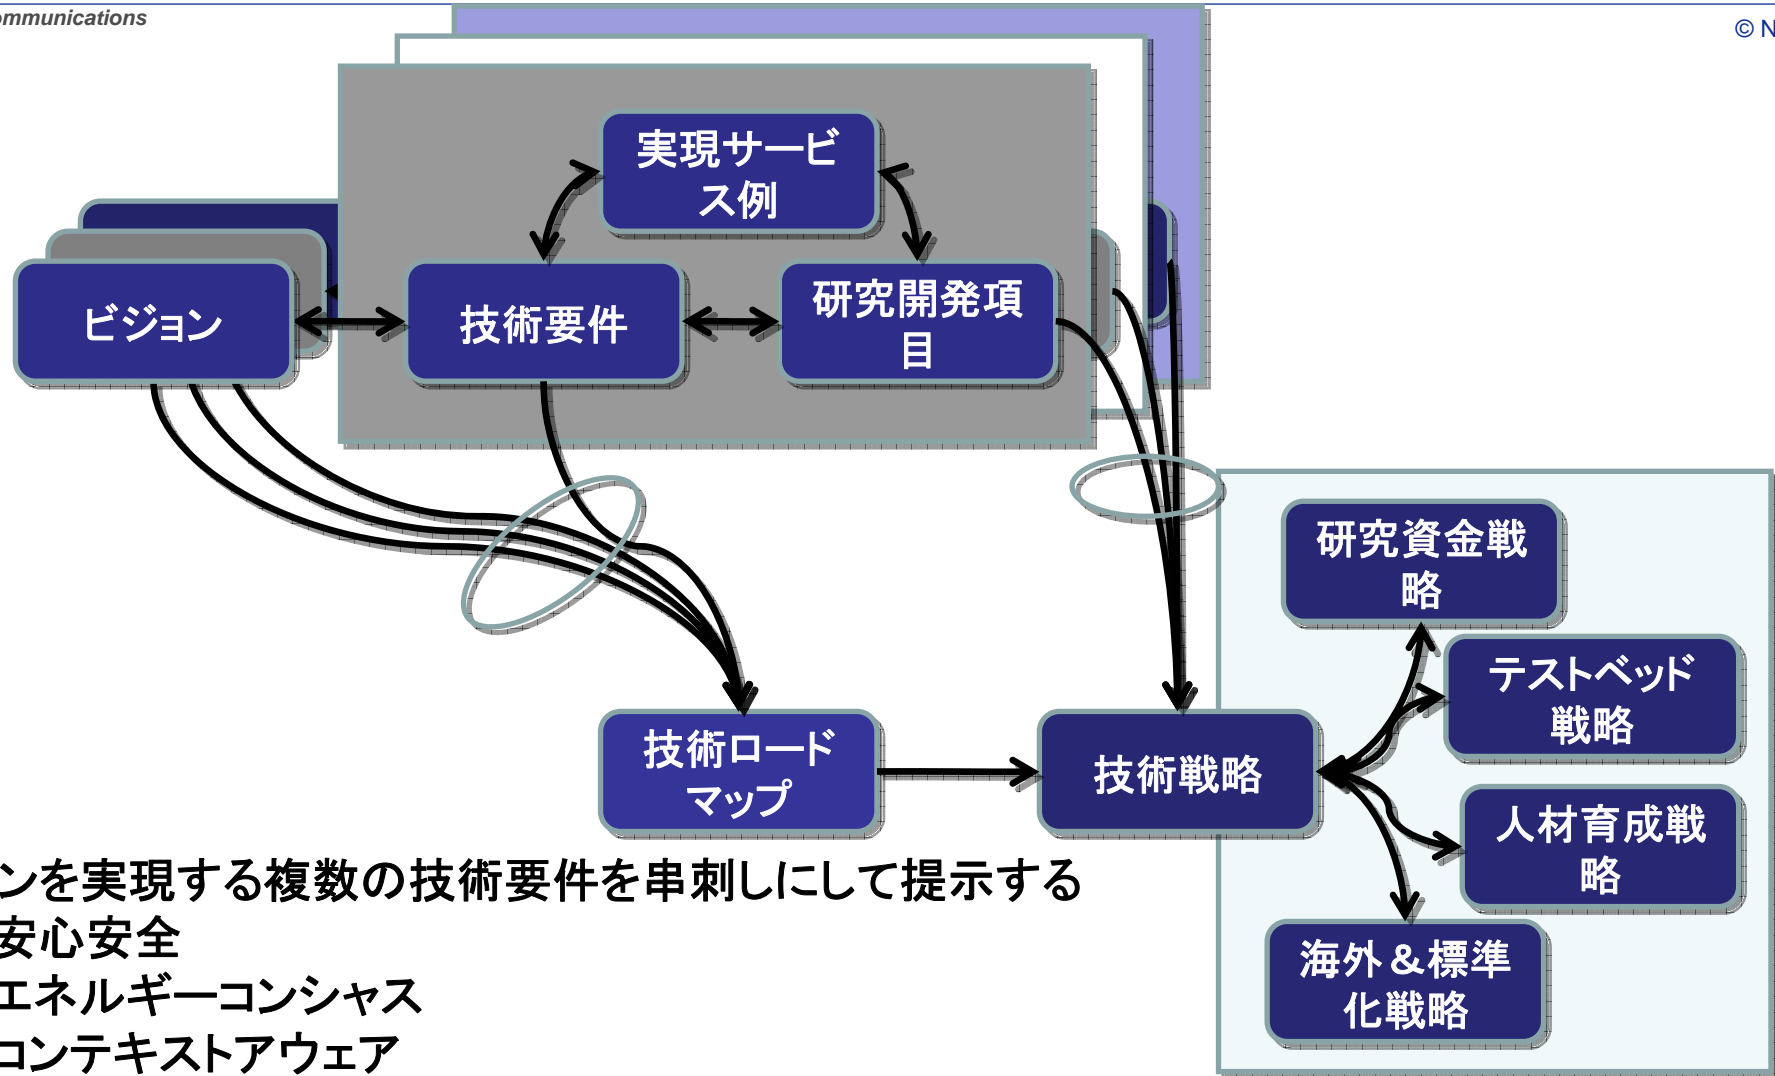 ommunications
© N
実現サービ
ス例
ビジョン
技術要件
研究開発項
目
研究資金戦
略
テストベッド
戦略
技術ロード
マップ
技術戦略
人材育成戦
略
海外&標準
化戦略
ンを実現する複数の技術要件を串刺しにして提示する
安心安全
エネルギーコンシャス
コンテキストアウェア